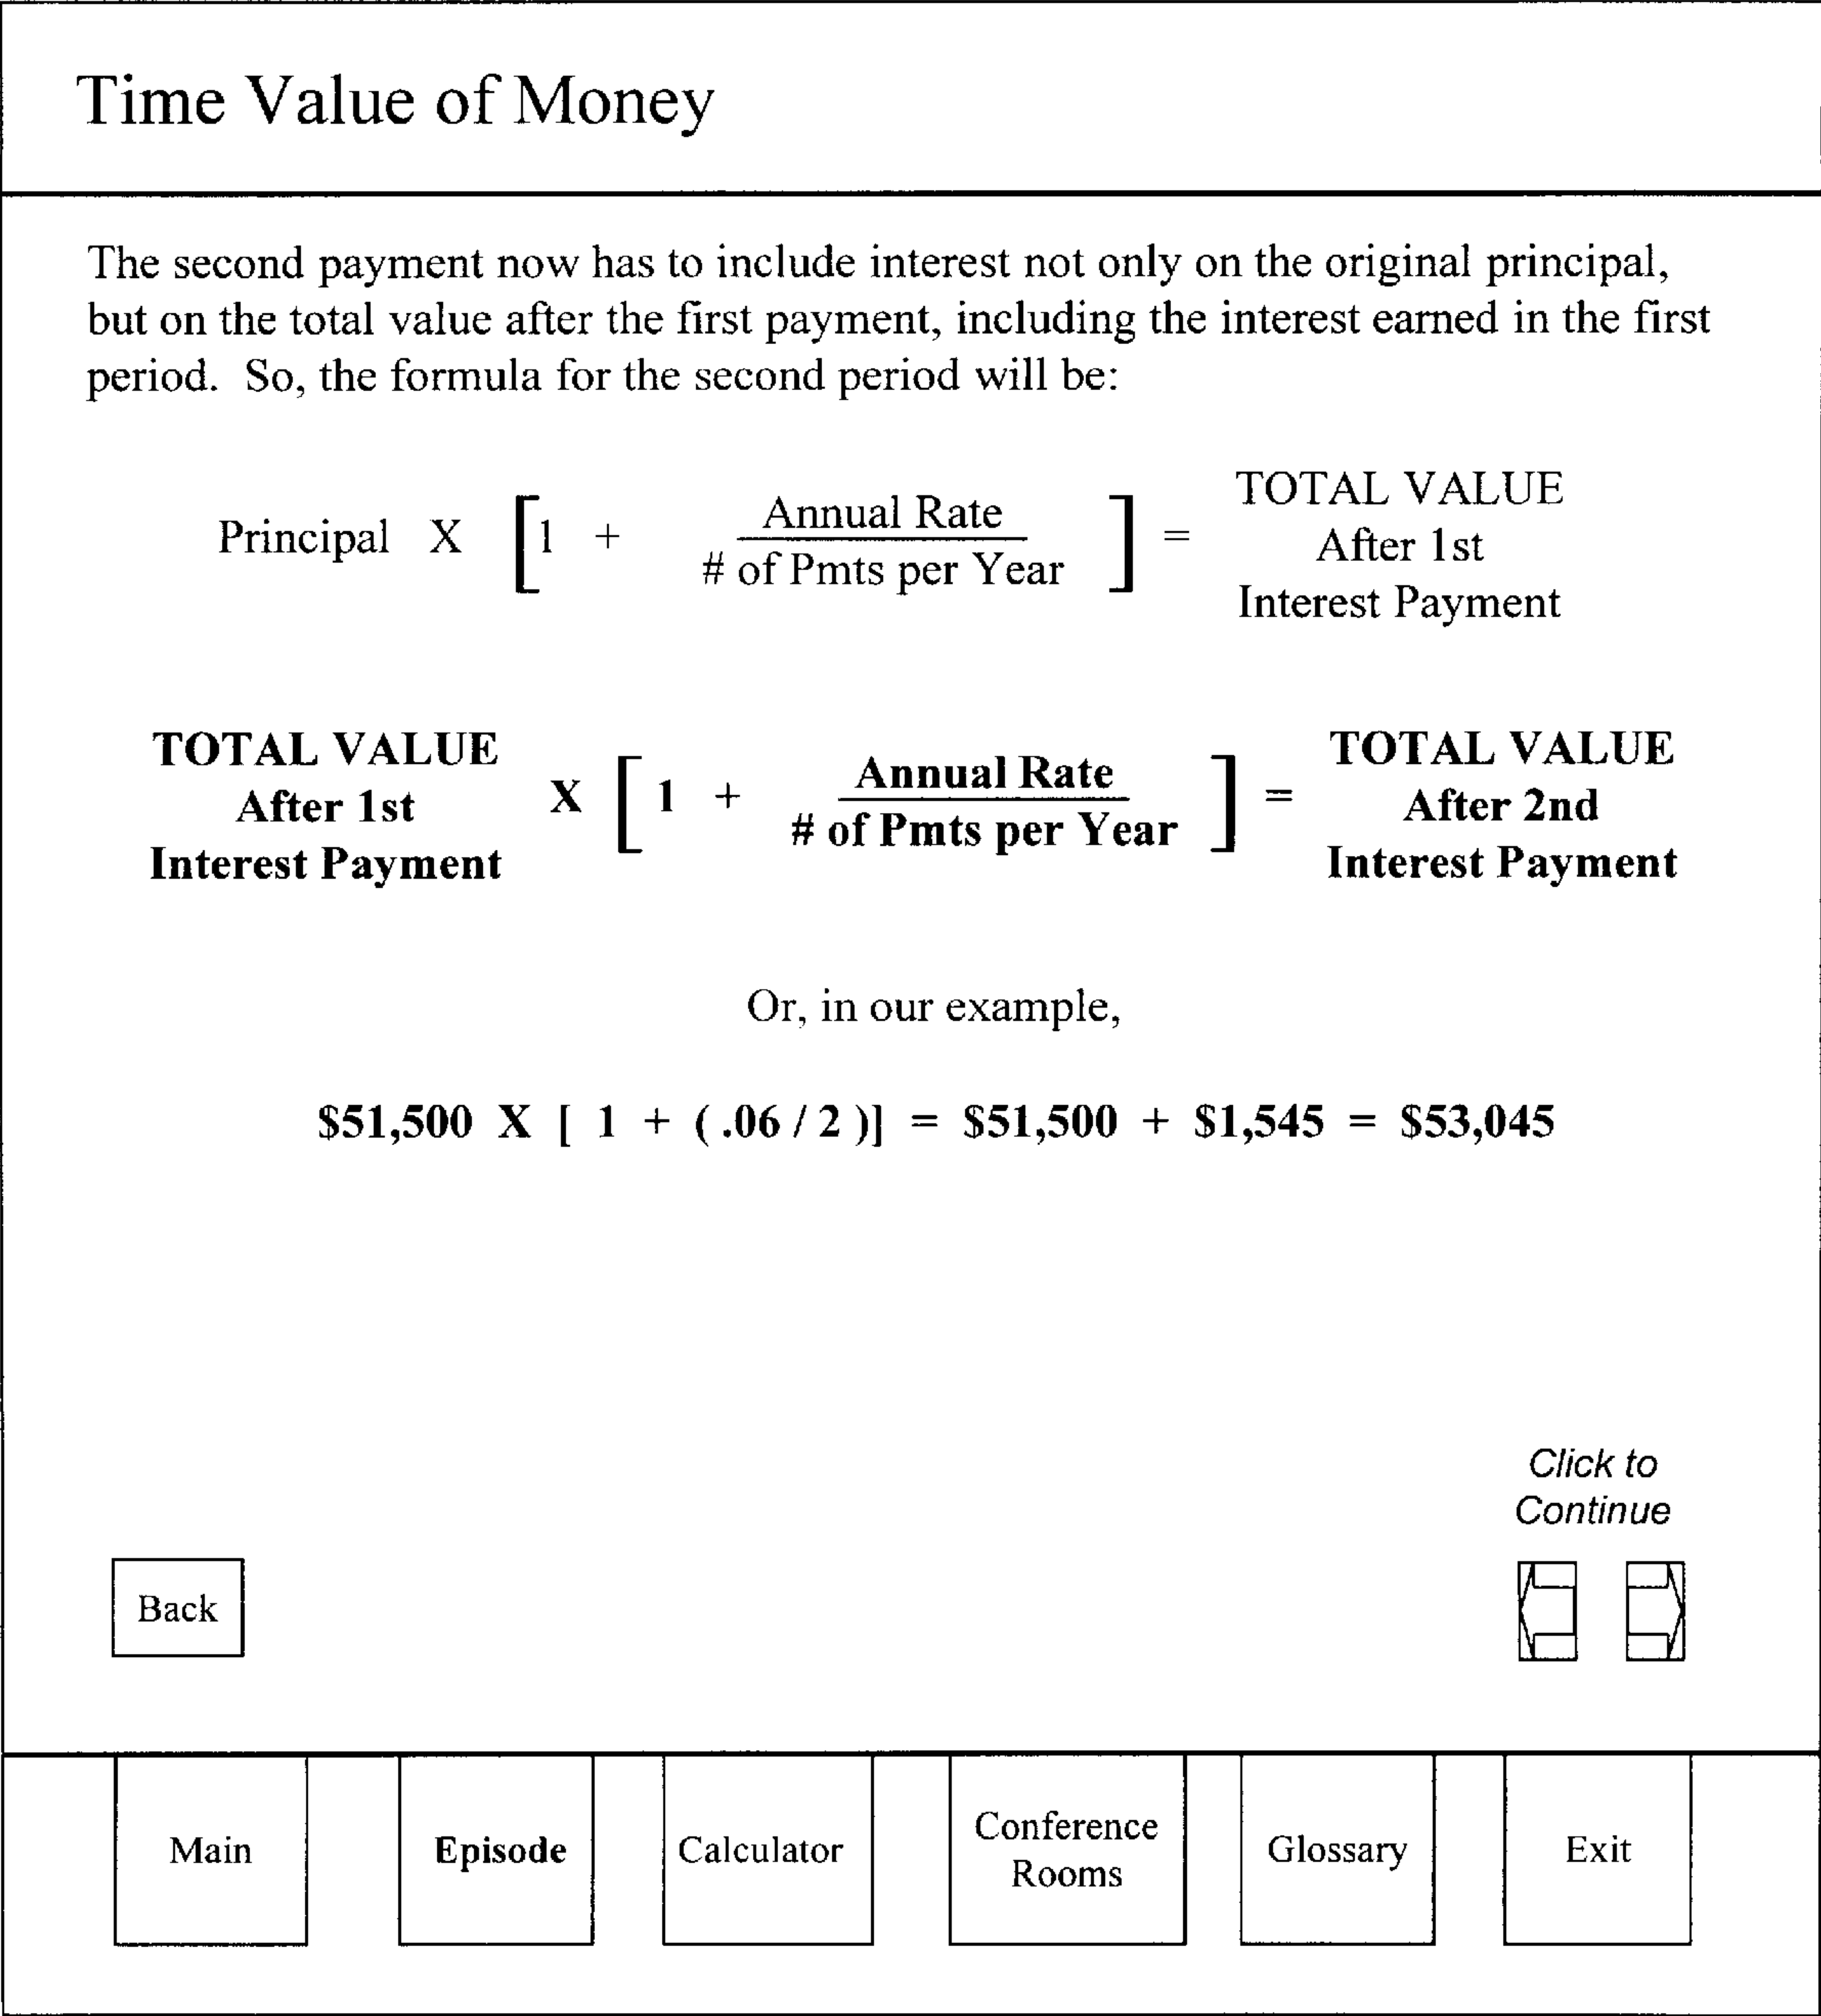 Time Value of Money
The second payment now has to include interest not only on the original principal,
but on the total value after the first payment, including the interest earned in the first
period. So, the formula for the second period will be:
Principal X [ 1 + Annual Rate / # of Pmts per Year ] = TOTAL VALUE
After 1st
Interest Payment
TOTAL VALUE
After 1st
Interest Payment
X [ 1 + Annual Rate / # of Pmts per Year ] =
TOTAL VALUE
After 2nd
Interest Payment
Or, in our example,
$51,500 X [ 1 + ( .06 / 2 )] = $51,500 + $1,545 = $53,045
Click to
Continue
Back
Main
Episode
Calculator
Conference
Rooms
Glossary
Exit